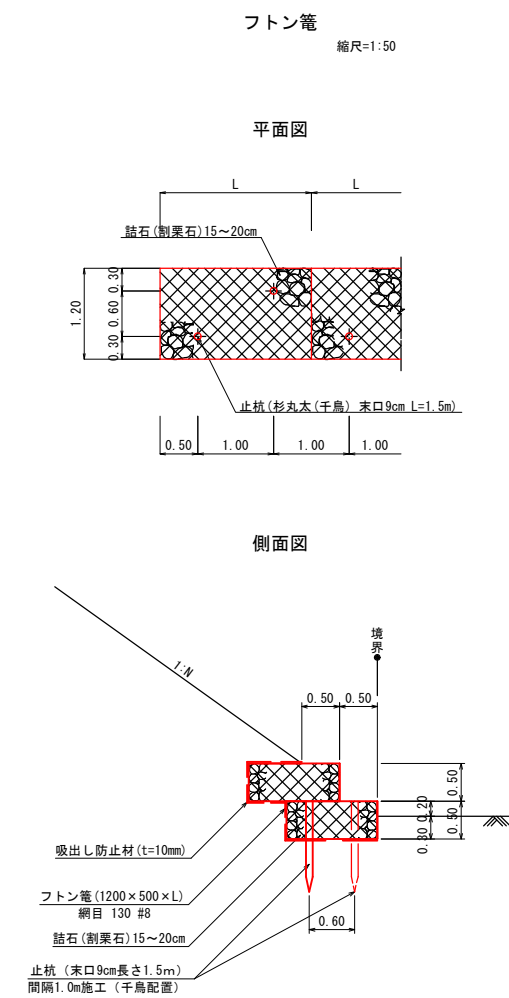 フトン篭
縮尺=1:50
平面図
L
L
詰石(割栗石)15～20cm
1.20
0.30
0.60
0.30
止杭(杉丸太(千鳥) 末口9cm L=1.5m)
0.50
1.00
1.00
1.00
側面図
境界
1:N
0.50
0.50
0.50
0.20
0.50
0.30
吸出し防止材(t=10mm)
フトン篭(1200×500×L)
網目 130 #8
詰石(割栗石)15～20cm
0.60
止杭 (末口9cm長さ1.5m)
間隔1.0m施工 (千鳥配置)